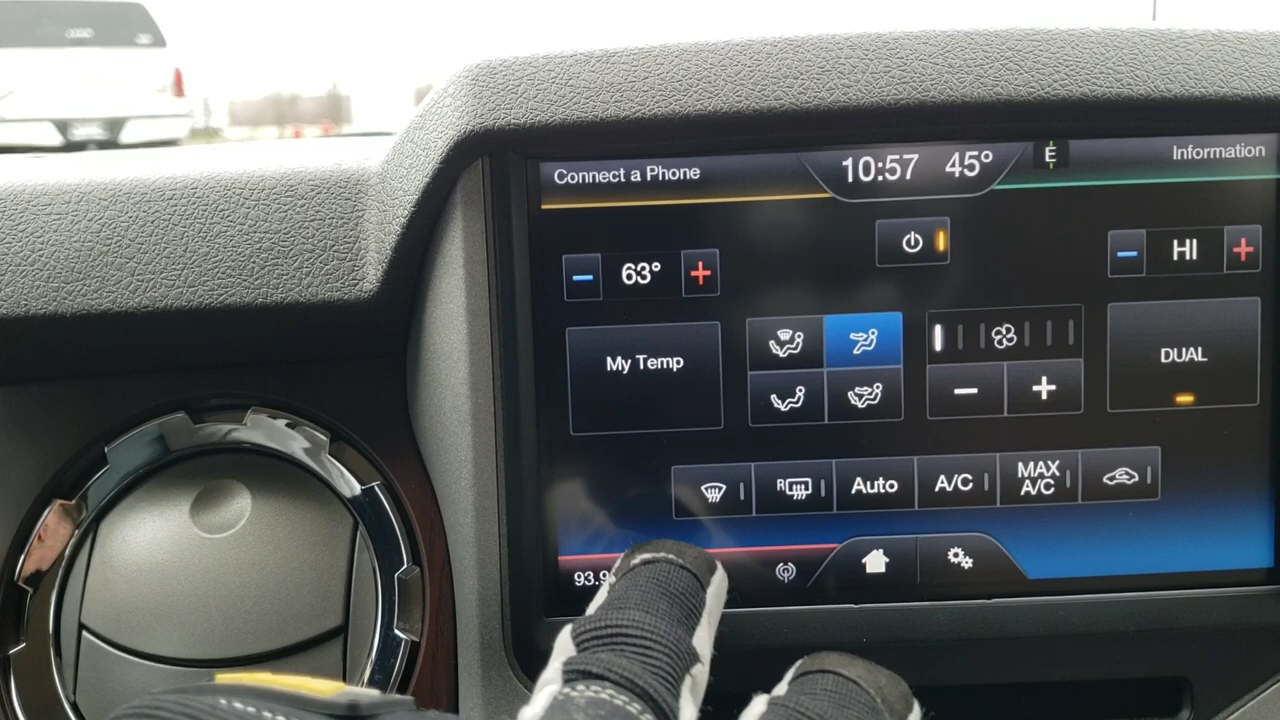 Connect a Phone
10:57 45°
E
Information
63°
HI
My Temp
DUAL
R
Auto
A/C
MAX
A/C
93.9